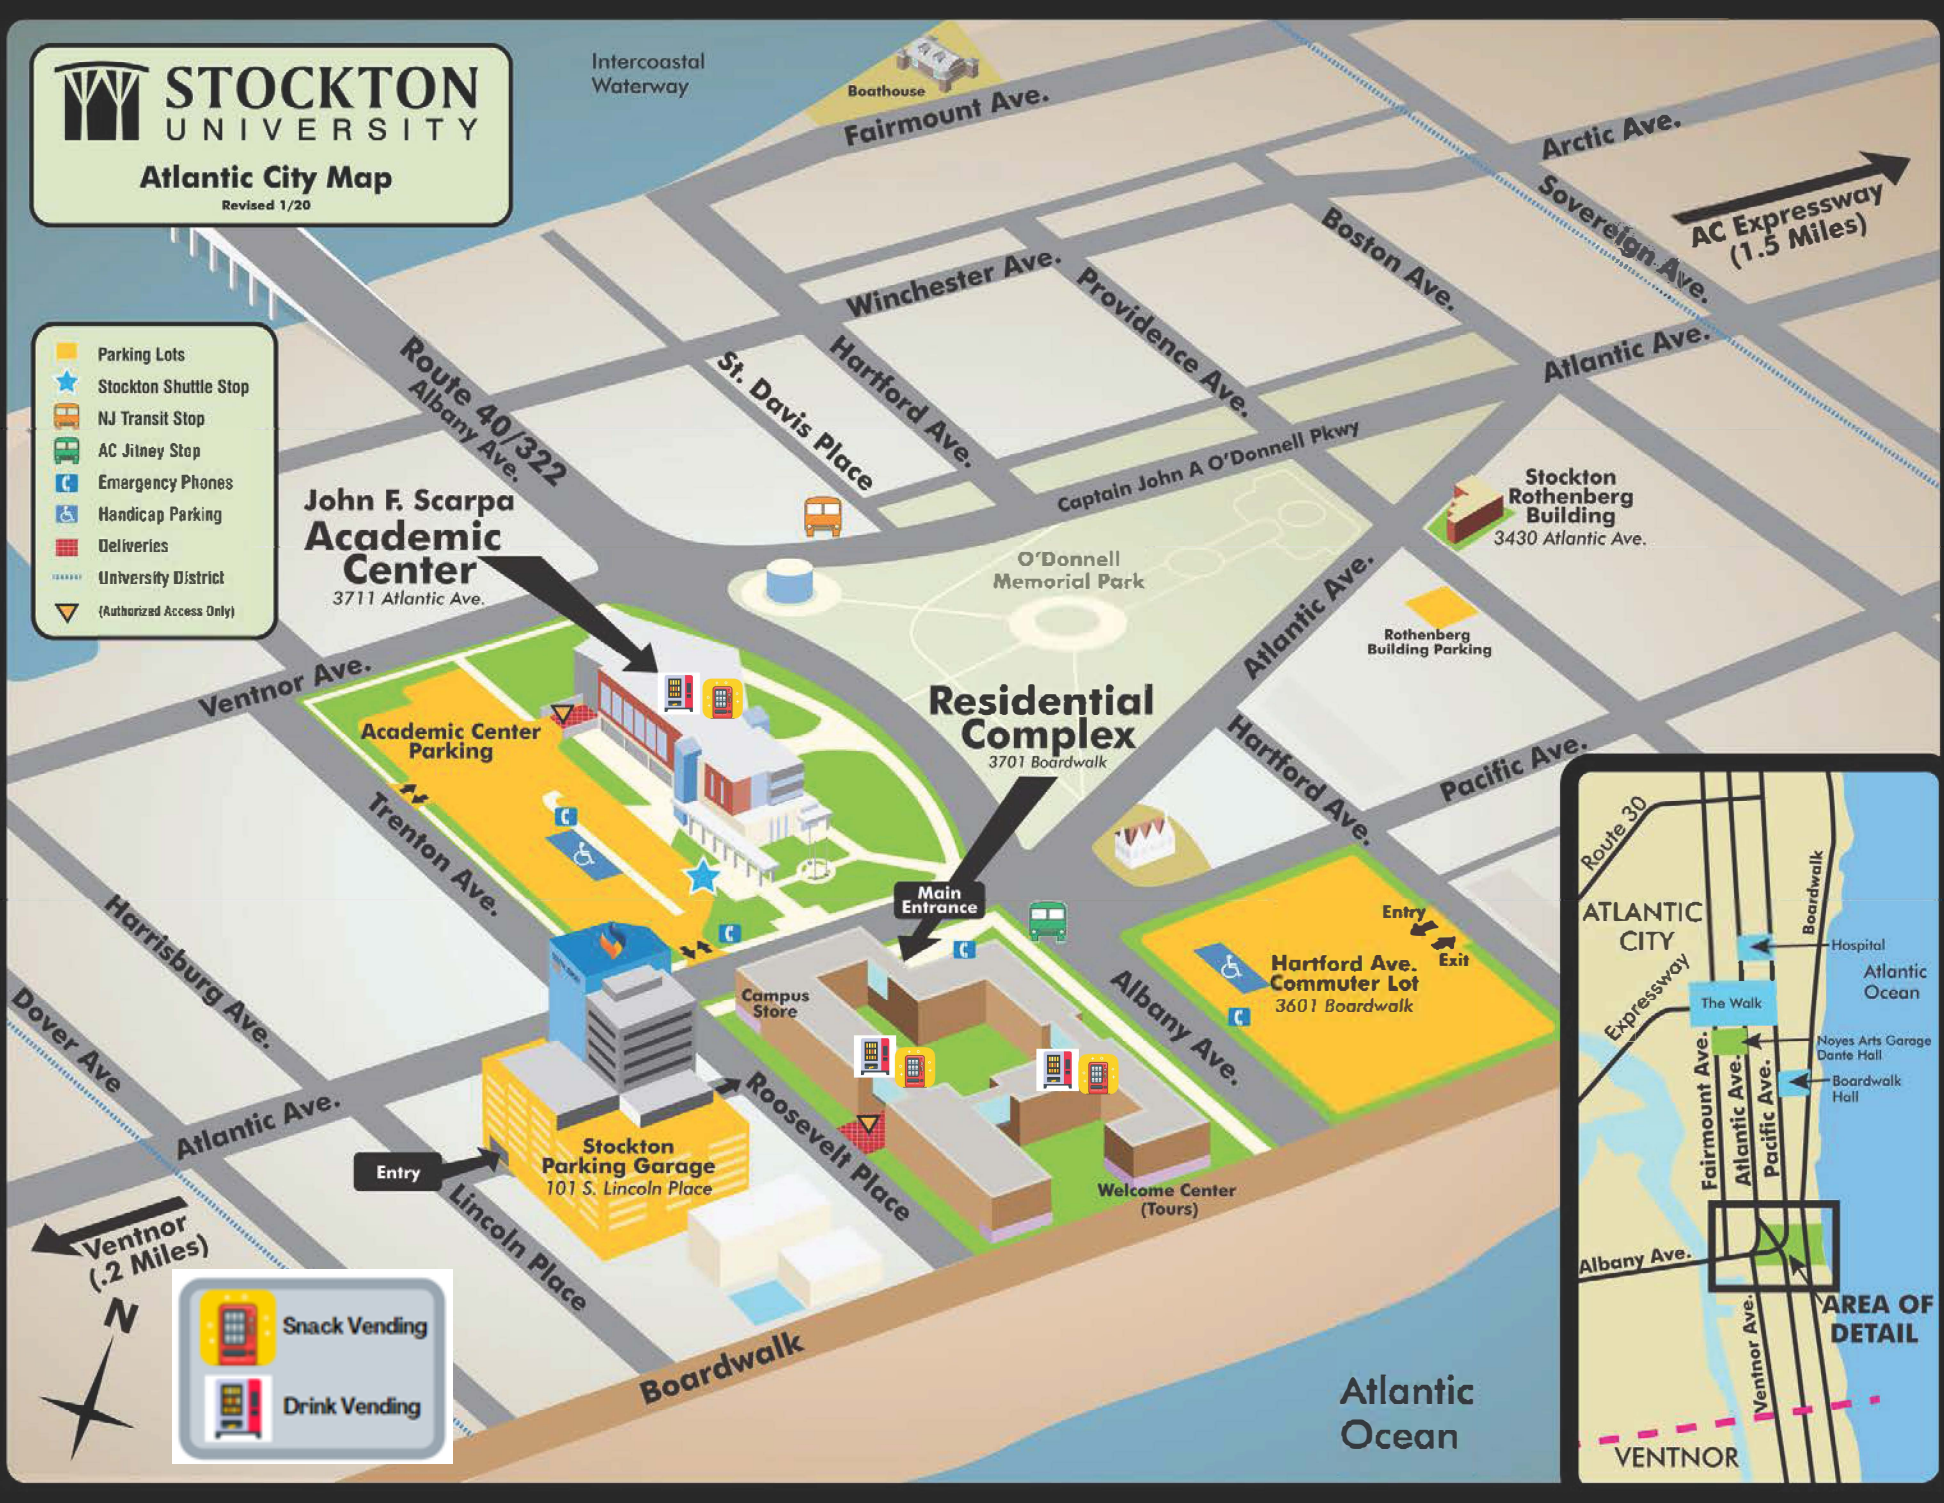 STOCKTON
UNIVERSITY
Atlantic City Map
Revised 1/20
Intercoastal
Waterway
Boathouse
Fairmount Ave.
Arctic Ave.
Sovereign Ave.
AC Expressway
(1.5 Miles)
Boston Ave.
Winchester Ave.
Providence Ave.
Atlantic Ave.
Parking Lots
Stockton Shuttle Stop
NJ Transit Stop
AC Jitney Stop
Emergency Phones
Handicap Parking
Deliveries
University District
(Authorized Access Only)
Route 40/322
Albany Ave.
St. Davis Place
Hartford Ave.
Captain John A O'Donnell Pkwy
John F. Scarpa
Academic
Center
3711 Atlantic Ave.
O'Donnell
Memorial Park
Stockton
Rothenberg
Building
3430 Atlantic Ave.
Rothenberg
Building Parking
Atlantic Ave.
Ventnor Ave.
Academic Center
Parking
Residential
Complex
3701 Boardwalk
Hartford Ave.
Pacific Ave.
Trenton Ave.
Main
Entrance
Harrisburg Ave.
Dover Ave
Campus
Store
Albany Ave.
Entry
Exit
Hartford Ave.
Commuter Lot
3601 Boardwalk
Atlantic Ave.
Entry
Stockton
Parking Garage
101 S. Lincoln Place
Roosevelt Place
Lincoln Place
Welcome Center
(Tours)
Ventnor
(.2 Miles)
N
Snack Vending
Drink Vending
Boardwalk
Atlantic
Ocean
Route 30
Boardwalk
ATLANTIC
CITY
Hospital
Atlantic
Ocean
Expressway
The Walk
Noyes Arts Garage
Dante Hall
Boardwalk
Hall
Fairmount Ave.
Atlantic Ave.
Pacific Ave.
Albany Ave.
AREA OF
DETAIL
Ventnor Ave.
VENTNOR